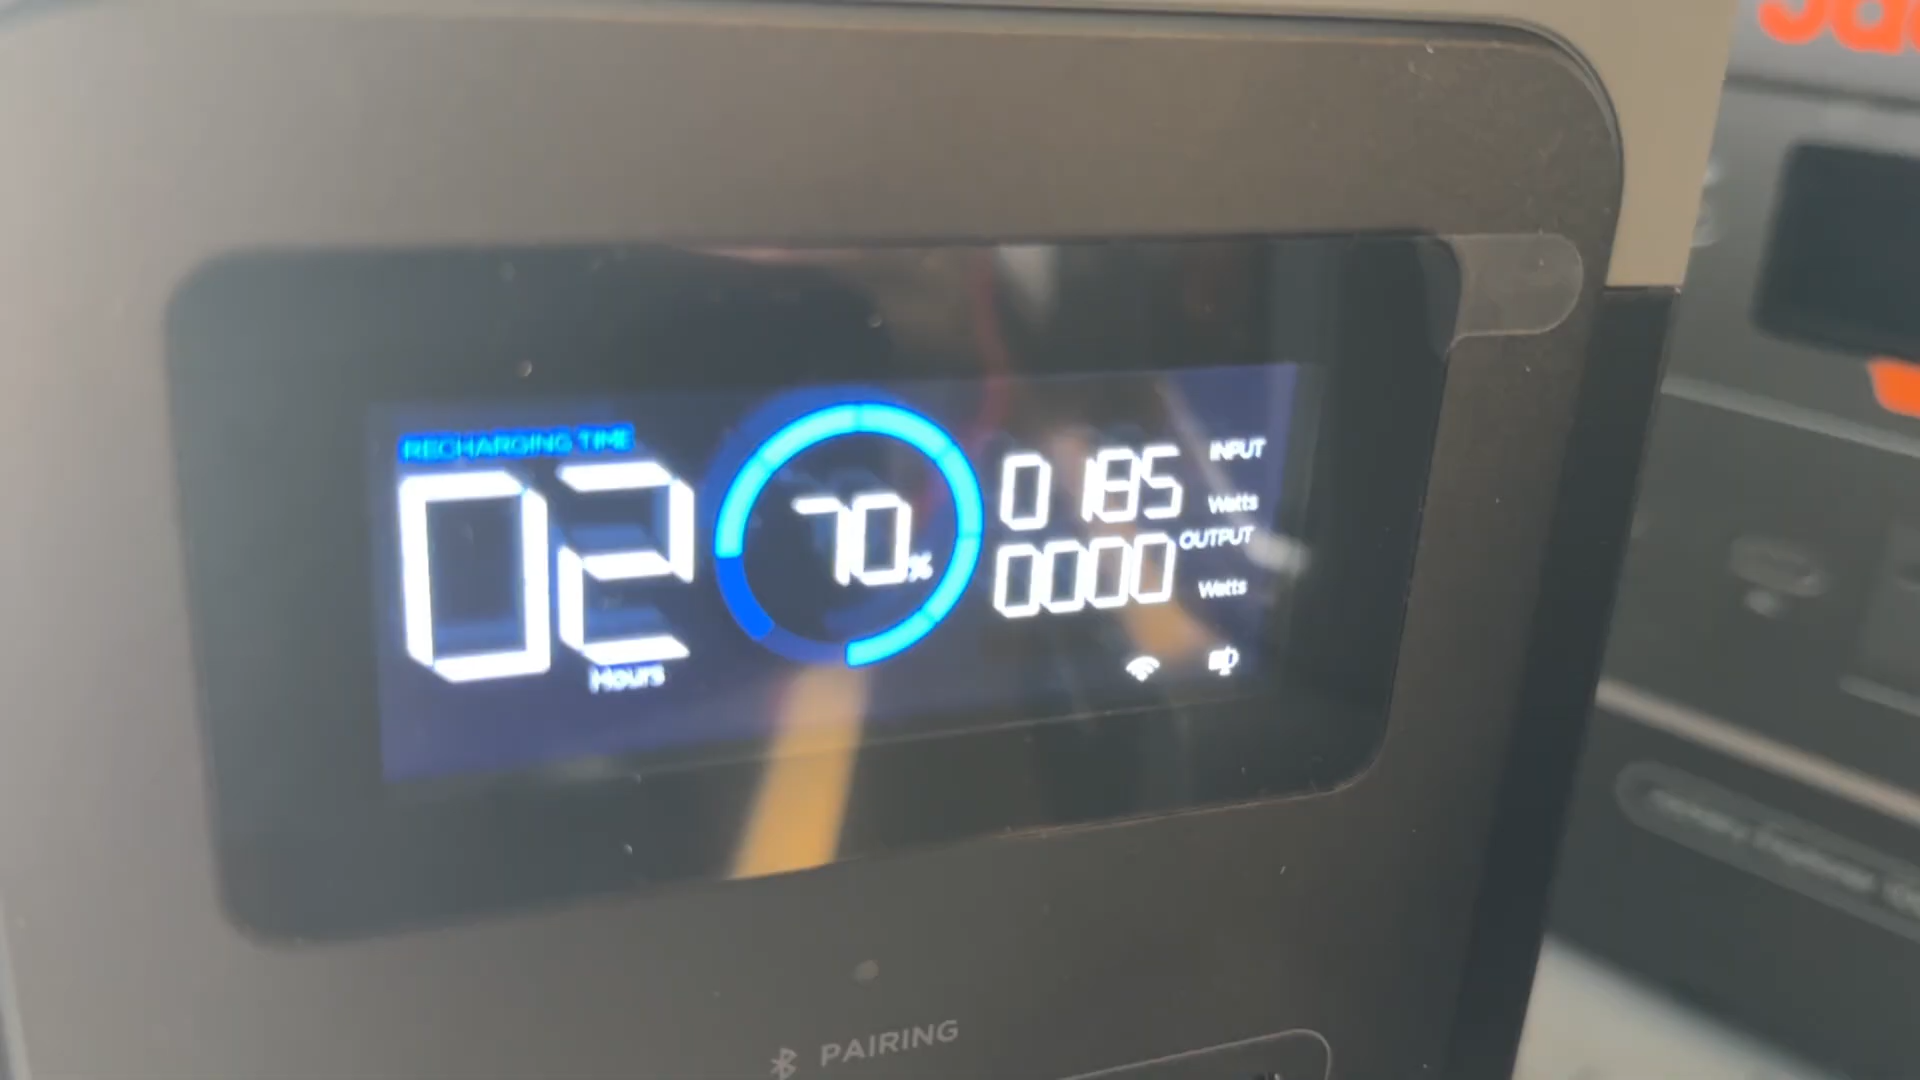 RECHARGING TIME
02
Hours
70%
0185
INPUT
Watts
0000
OUTPUT
Watts
PAIRING